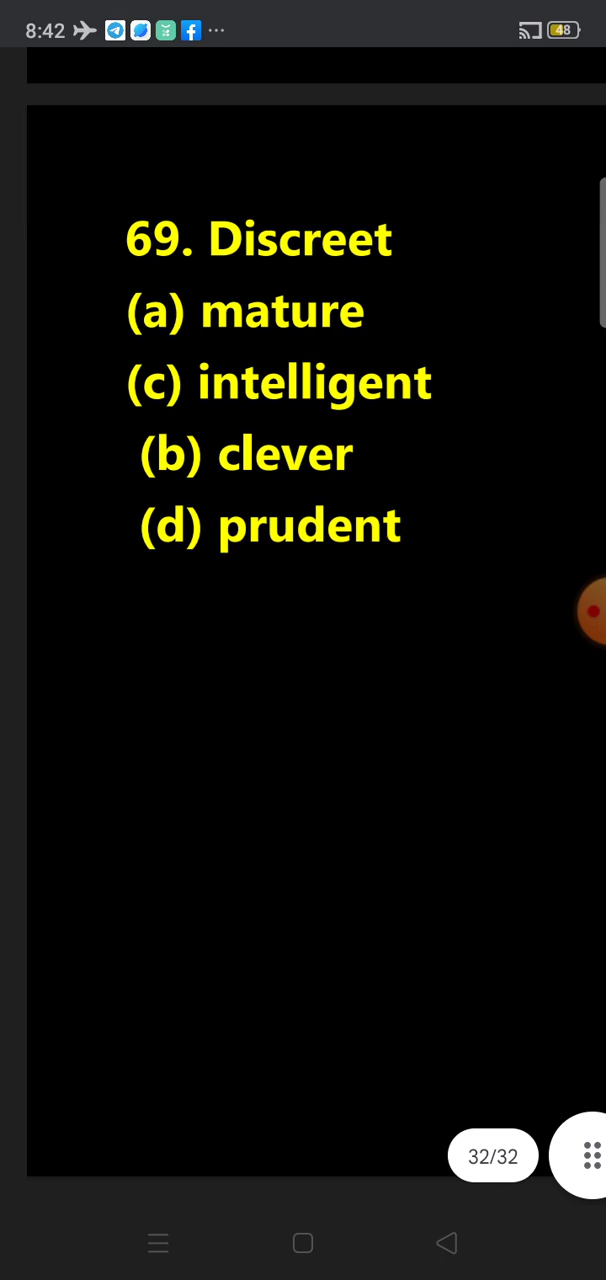 8:42
48
69. Discreet
(a) mature
(c) intelligent
(b) clever
(d) prudent
32/32